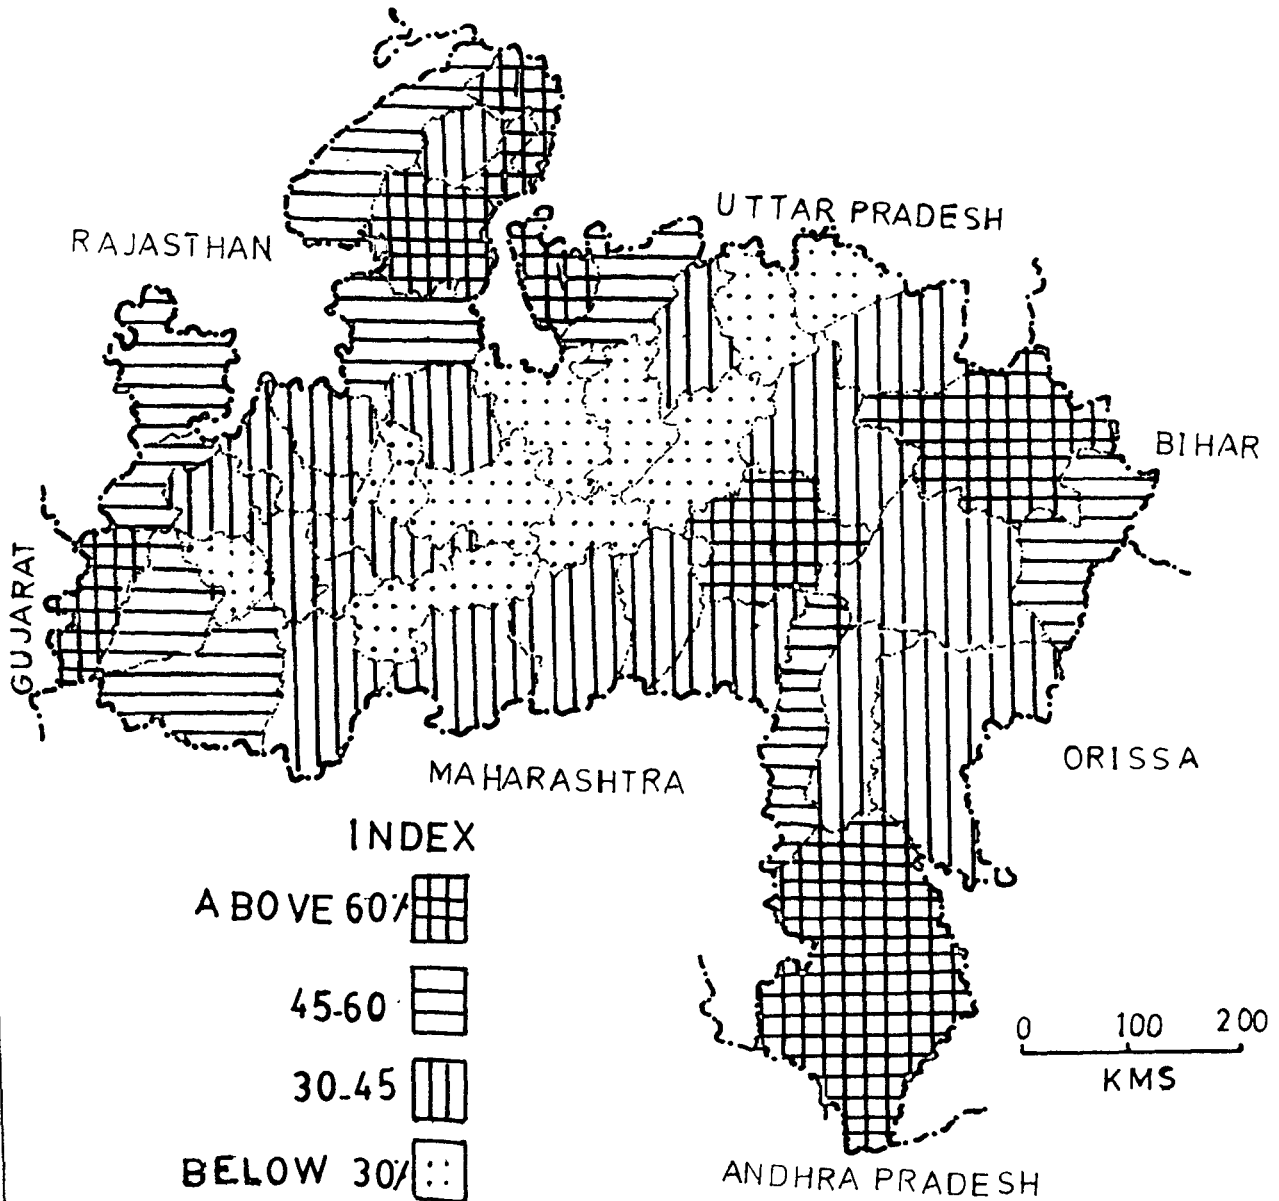 UTTAR PRADESH
RAJASTHAN
BIHAR
GUJARAT
ORISSA
MAHARASHTRA
INDEX
ABOVE 60%
45-60
30-45
BELOW 30%
0 100 200
KMS
ANDHRA PRADESH